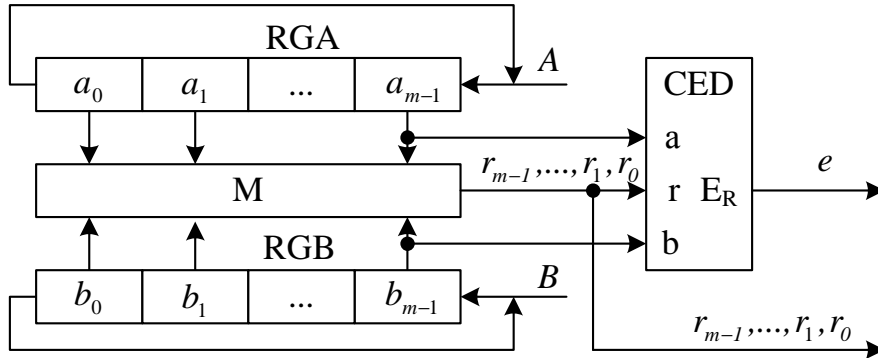 RGA
A
a₀ a₁ ... aₘ₋₁
CED
a
rₘ₋₁,...,r₁,r₀
e
M
r E_R
b
RGB
B
b₀ b₁ ... bₘ₋₁
rₘ₋₁,...,r₁,r₀